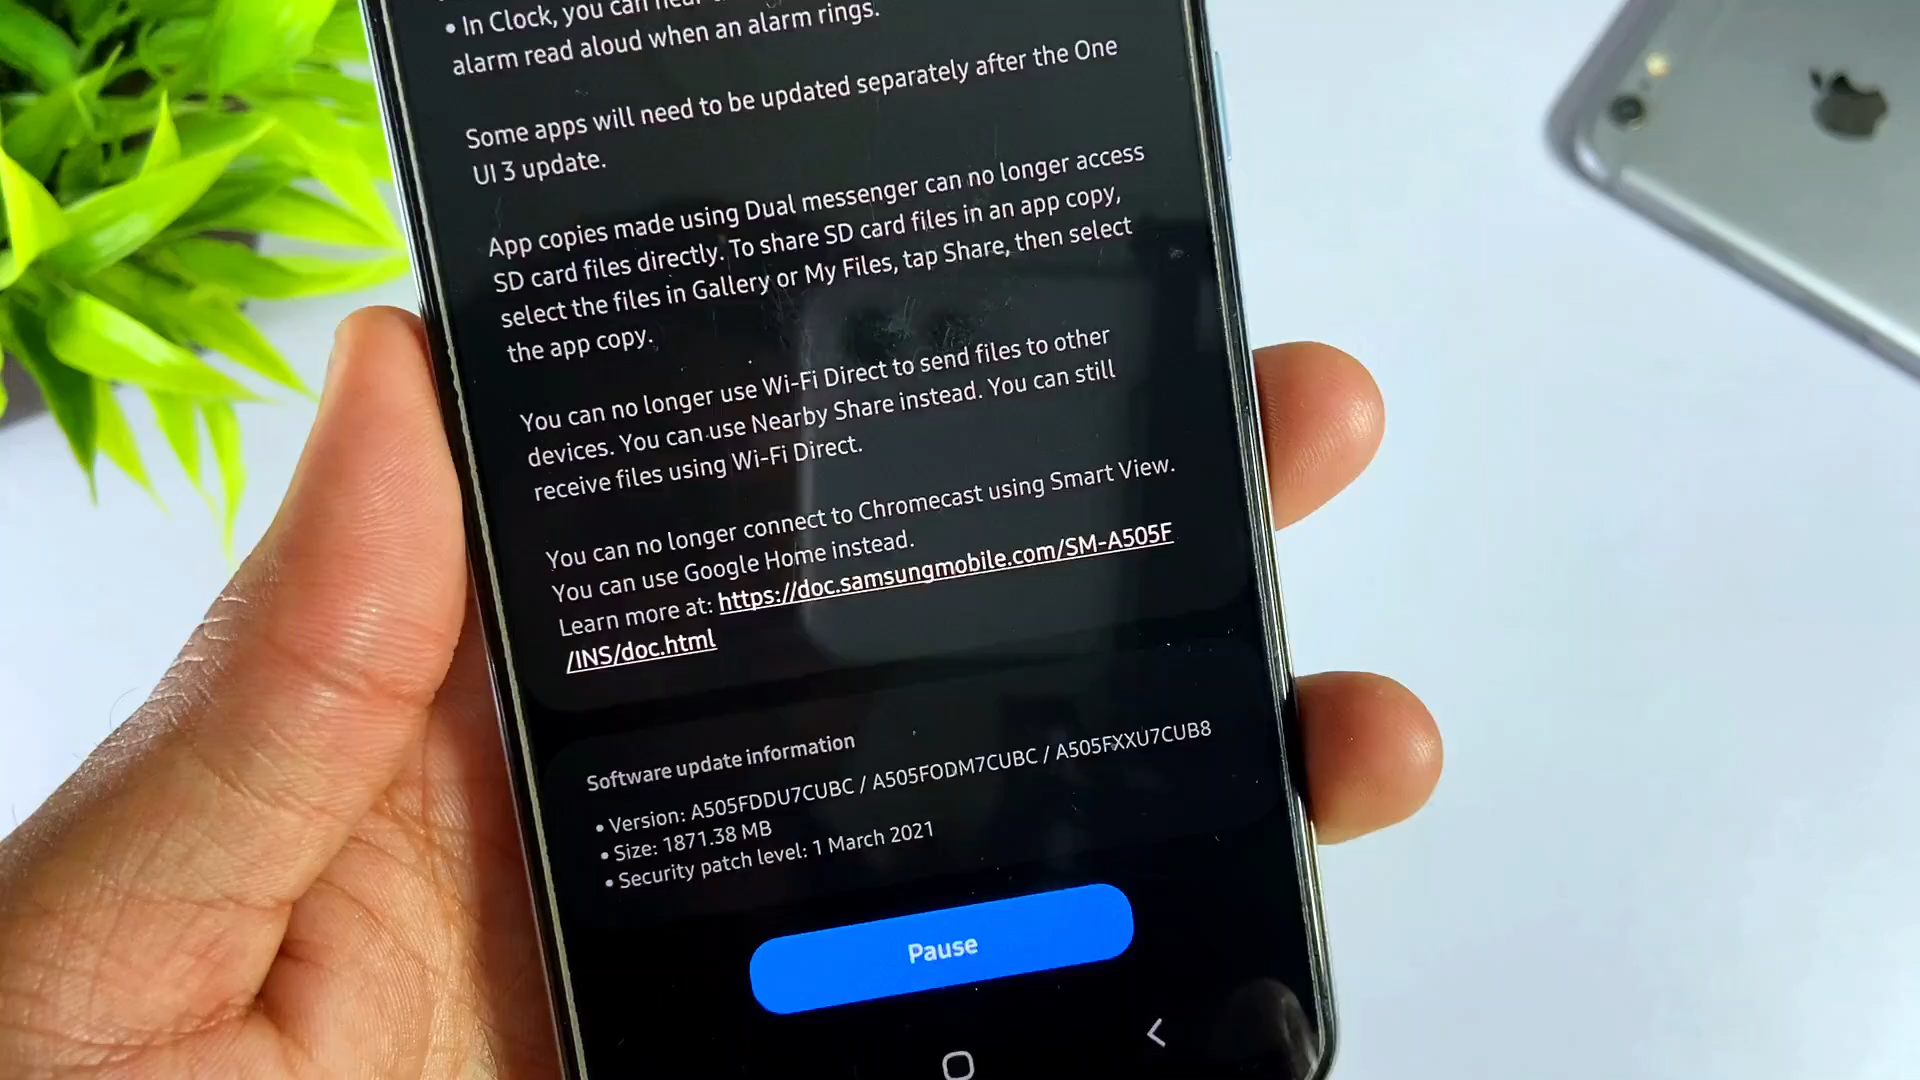 • In Clock, you can hear
alarm read aloud when an alarm rings.
Some apps will need to be updated separately after the One
UI 3 update.
App copies made using Dual messenger can no longer access
SD card files directly. To share SD card files in an app copy,
select the files in Gallery or My Files, tap Share, then select
the app copy.
You can no longer use Wi-Fi Direct to send files to other
devices. You can use Nearby Share instead. You can still
receive files using Wi-Fi Direct.
You can no longer connect to Chromecast using Smart View.
You can use Google Home instead.
Learn more at: https://doc.samsungmobile.com/SM-A505F
/INS/doc.html
Software update information
• Version: A505FDDU7CUBC / A505FODM7CUBC / A505FXXU7CUB8
• Size: 1871.38 MB
• Security patch level: 1 March 2021
Pause